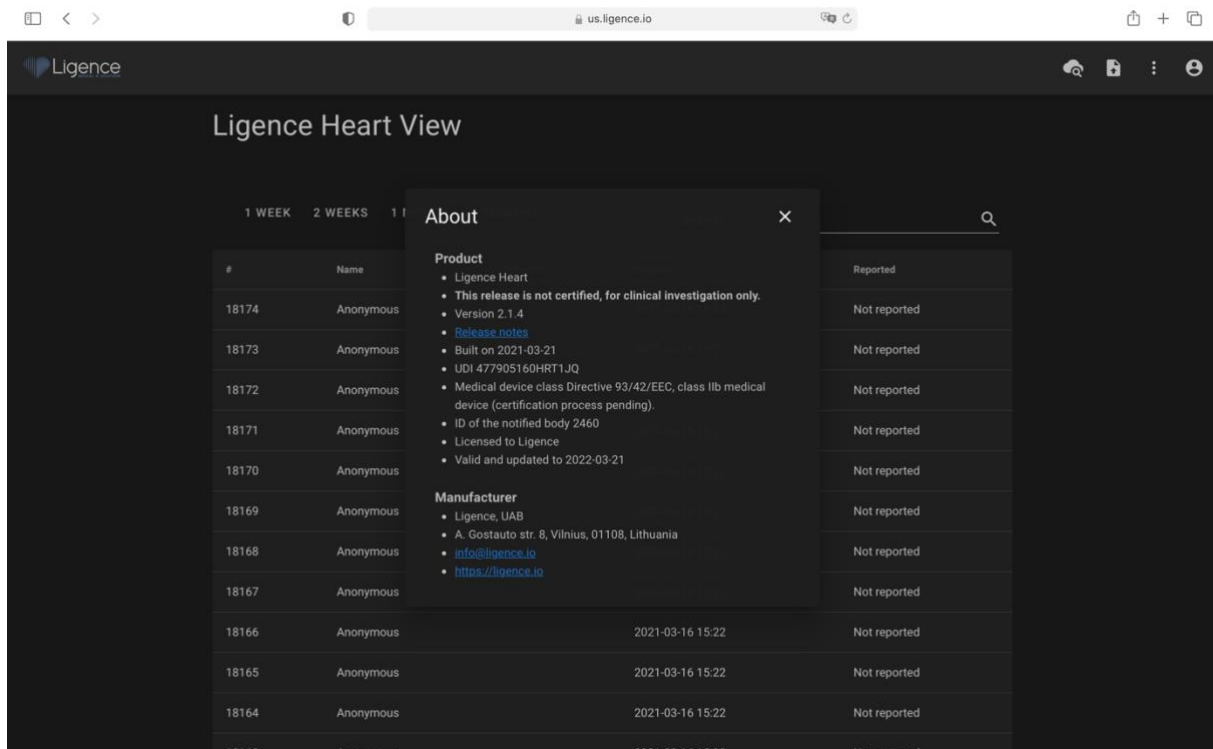 us.ligence.io
Ligence
Ligence Heart View
1 WEEK 2 WEEKS
About
# Name Reported
Product
Ligence Heart
This release is not certified, for clinical investigation only.
Version 2.1.4
Release notes
Built on 2021-03-21
UDI 477905160HRT1JQ
Medical device class Directive 93/42/EEC, class IIb medical
device (certification process pending).
ID of the notified body 2460
Licensed to Ligence
Valid and updated to 2022-03-21
Manufacturer
Ligence, UAB
A. Gostauto str. 8, Vilnius, 01108, Lithuania
info@ligence.io
https://ligence.io
18174 Anonymous Not reported
18173 Anonymous Not reported
18172 Anonymous Not reported
18171 Anonymous Not reported
18170 Anonymous Not reported
18169 Anonymous Not reported
18168 Anonymous Not reported
18167 Anonymous Not reported
18166 Anonymous 2021-03-16 15:22 Not reported
18165 Anonymous 2021-03-16 15:22 Not reported
18164 Anonymous 2021-03-16 15:22 Not reported